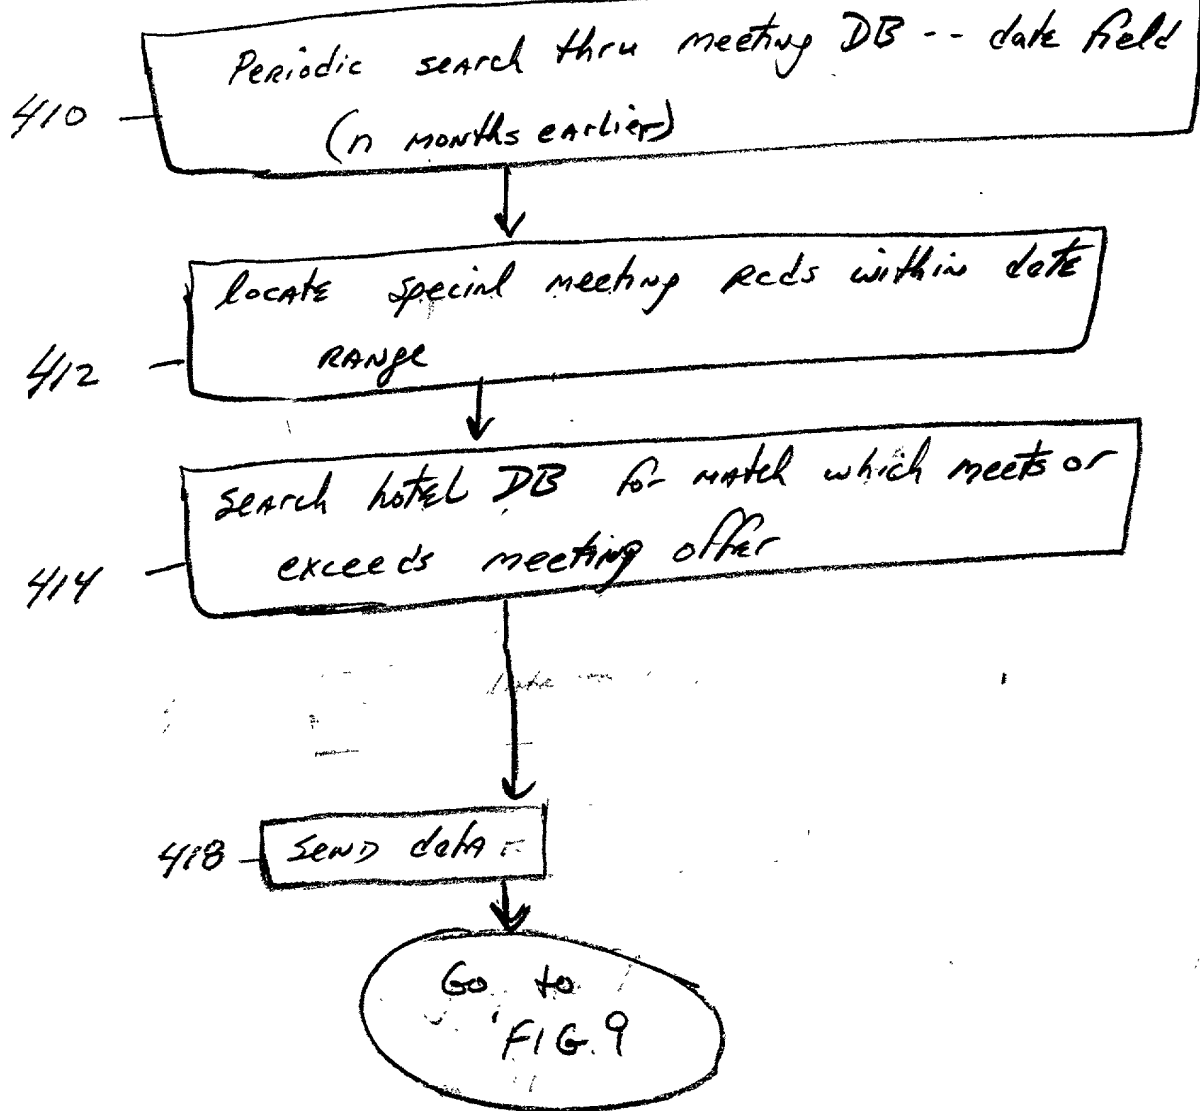 Periodic search thru meeting DB -- date field
410
(n months earlier)
locate special meeting rcds within date
range
412
search hotel DB for match which meets or
exceeds meeting offer
414
418 send data
Go to
FIG. 9